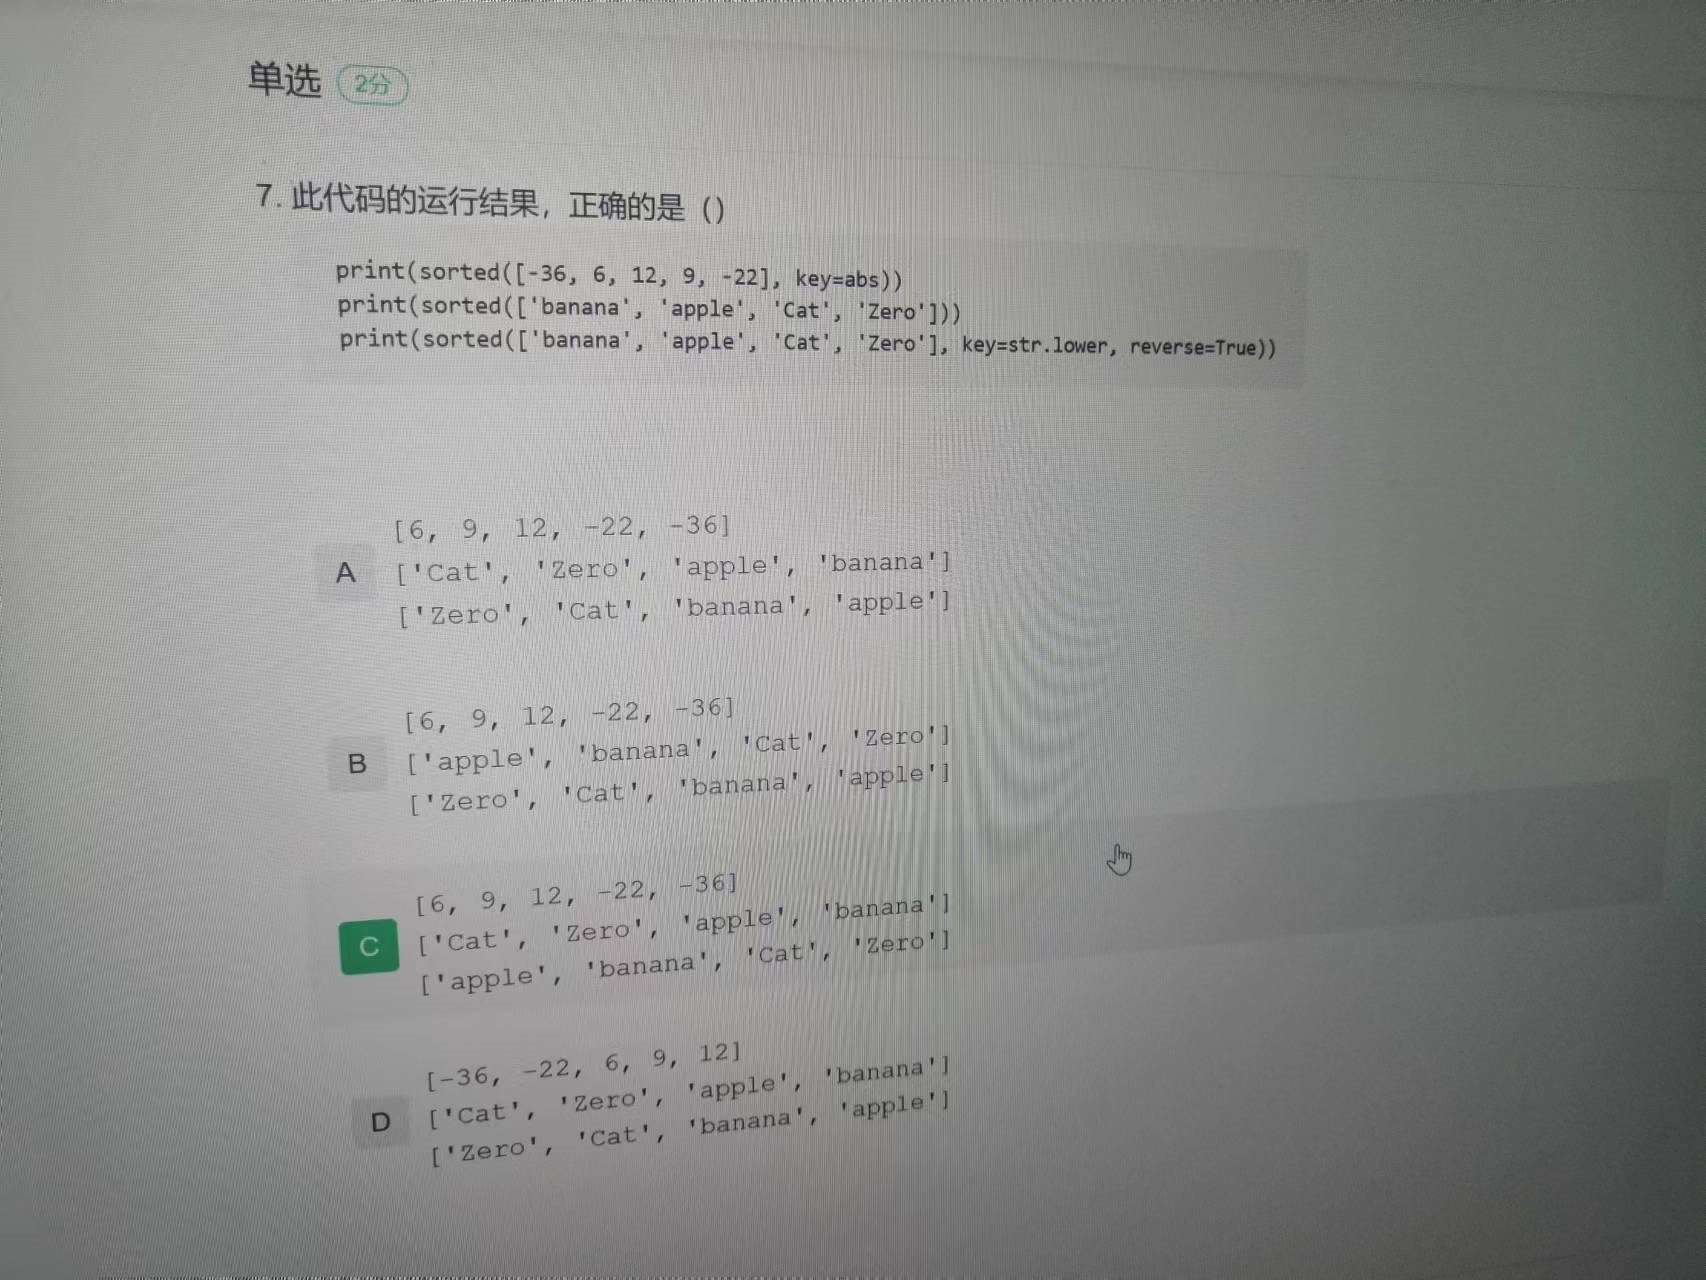 单选 2分
7. 此代码的运行结果，正确的是（）
print(sorted([-36, 6, 12, 9, -22], key=abs))
print(sorted(['banana', 'apple', 'Cat', 'Zero']))
print(sorted(['banana', 'apple', 'Cat', 'Zero'], key=str.lower, reverse=True))
[6, 9, 12, -22, -36]
A ['Cat', 'Zero', 'apple', 'banana']
['Zero', 'Cat', 'banana', 'apple']
[6, 9, 12, -22, -36]
B ['apple', 'banana', 'Cat', 'Zero']
['Zero', 'Cat', 'banana', 'apple']
[6, 9, 12, -22, -36]
C ['Cat', 'Zero', 'apple', 'banana']
['apple', 'banana', 'Cat', 'Zero']
[-36, -22, 6, 9, 12]
D ['Cat', 'Zero', 'apple', 'banana']
['Zero', 'Cat', 'banana', 'apple']